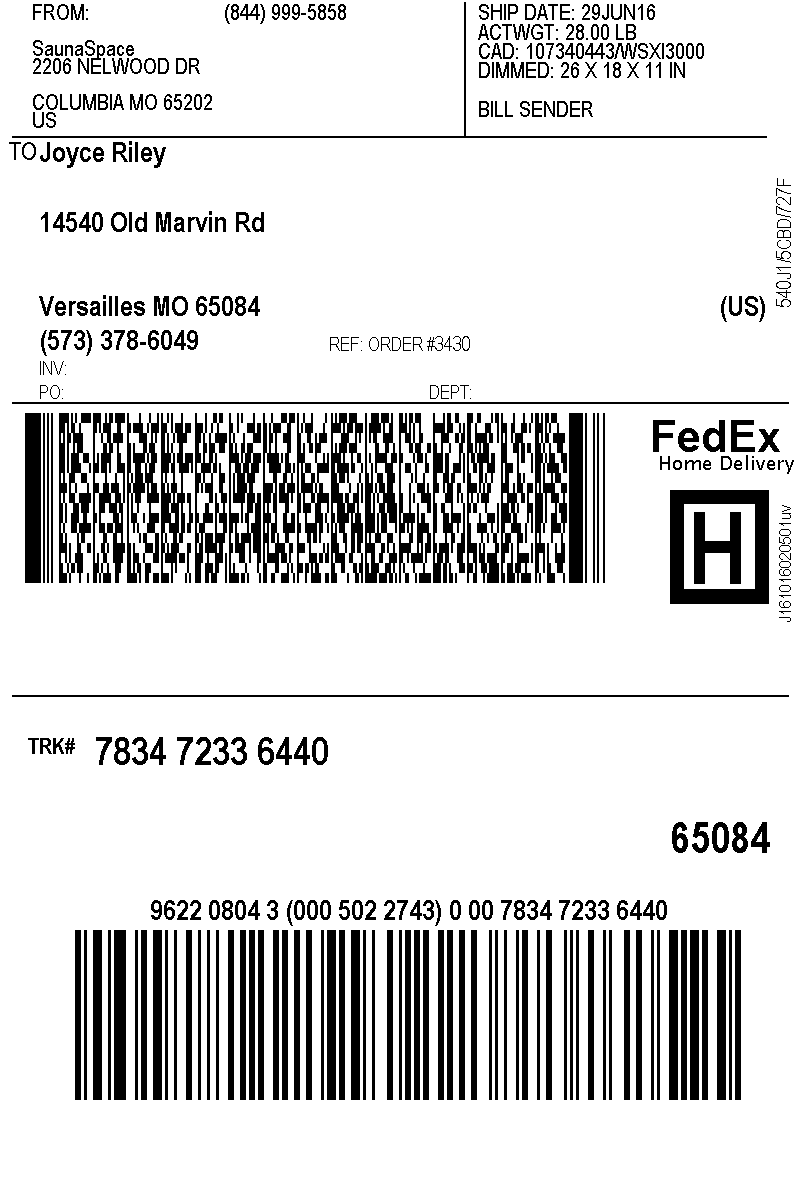 FROM: (844) 999-5858
SaunaSpace
2206 NELWOOD DR
COLUMBIA MO 65202
US
SHIP DATE: 29JUN16
ACTWGT: 28.00 LB
CAD: 107340443/WSXI3000
DIMMED: 26 X 18 X 11 IN
BILL SENDER
TO Joyce Riley
14540 Old Marvin Rd
Versailles MO 65084 (US)
(573) 378-6049 REF: ORDER #3430
INV:
PO: DEPT:
540J1/5CBD/727F
FedEx
Home Delivery
H
J161016020501uv
TRK# 7834 7233 6440
65084
9622 0804 3 (000 502 2743) 0 00 7834 7233 6440